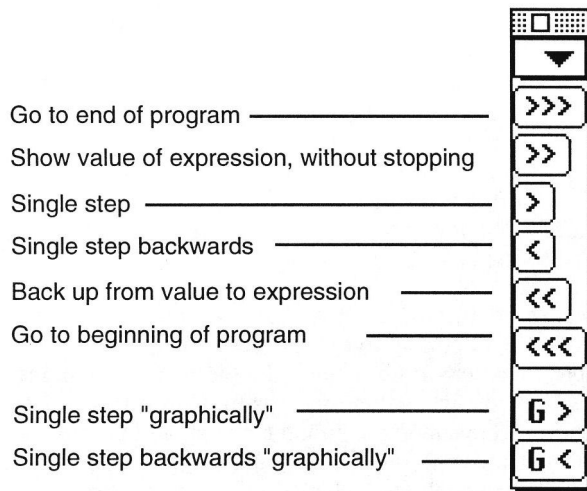 Go to end of program >>>
Show value of expression, without stopping >>
Single step >
Single step backwards <
Back up from value to expression <<
Go to beginning of program <<<
Single step "graphically" G >
Single step backwards "graphically" G <